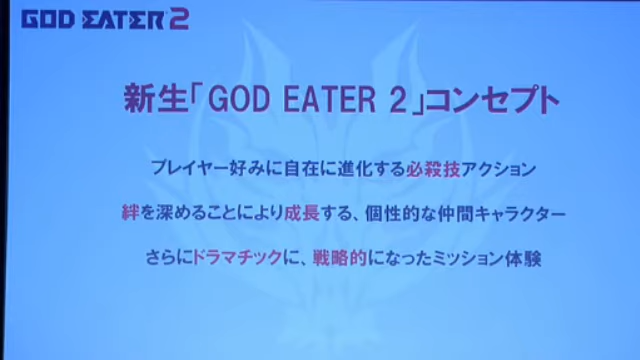 GOD EATER 2
新生「GOD EATER 2」コンセプト
プレイヤー好みに自在に進化する必殺技アクション
絆を深めることにより成長する、個性的な仲間キャラクター
さらにドラマチックに、戦略的になったミッション体験